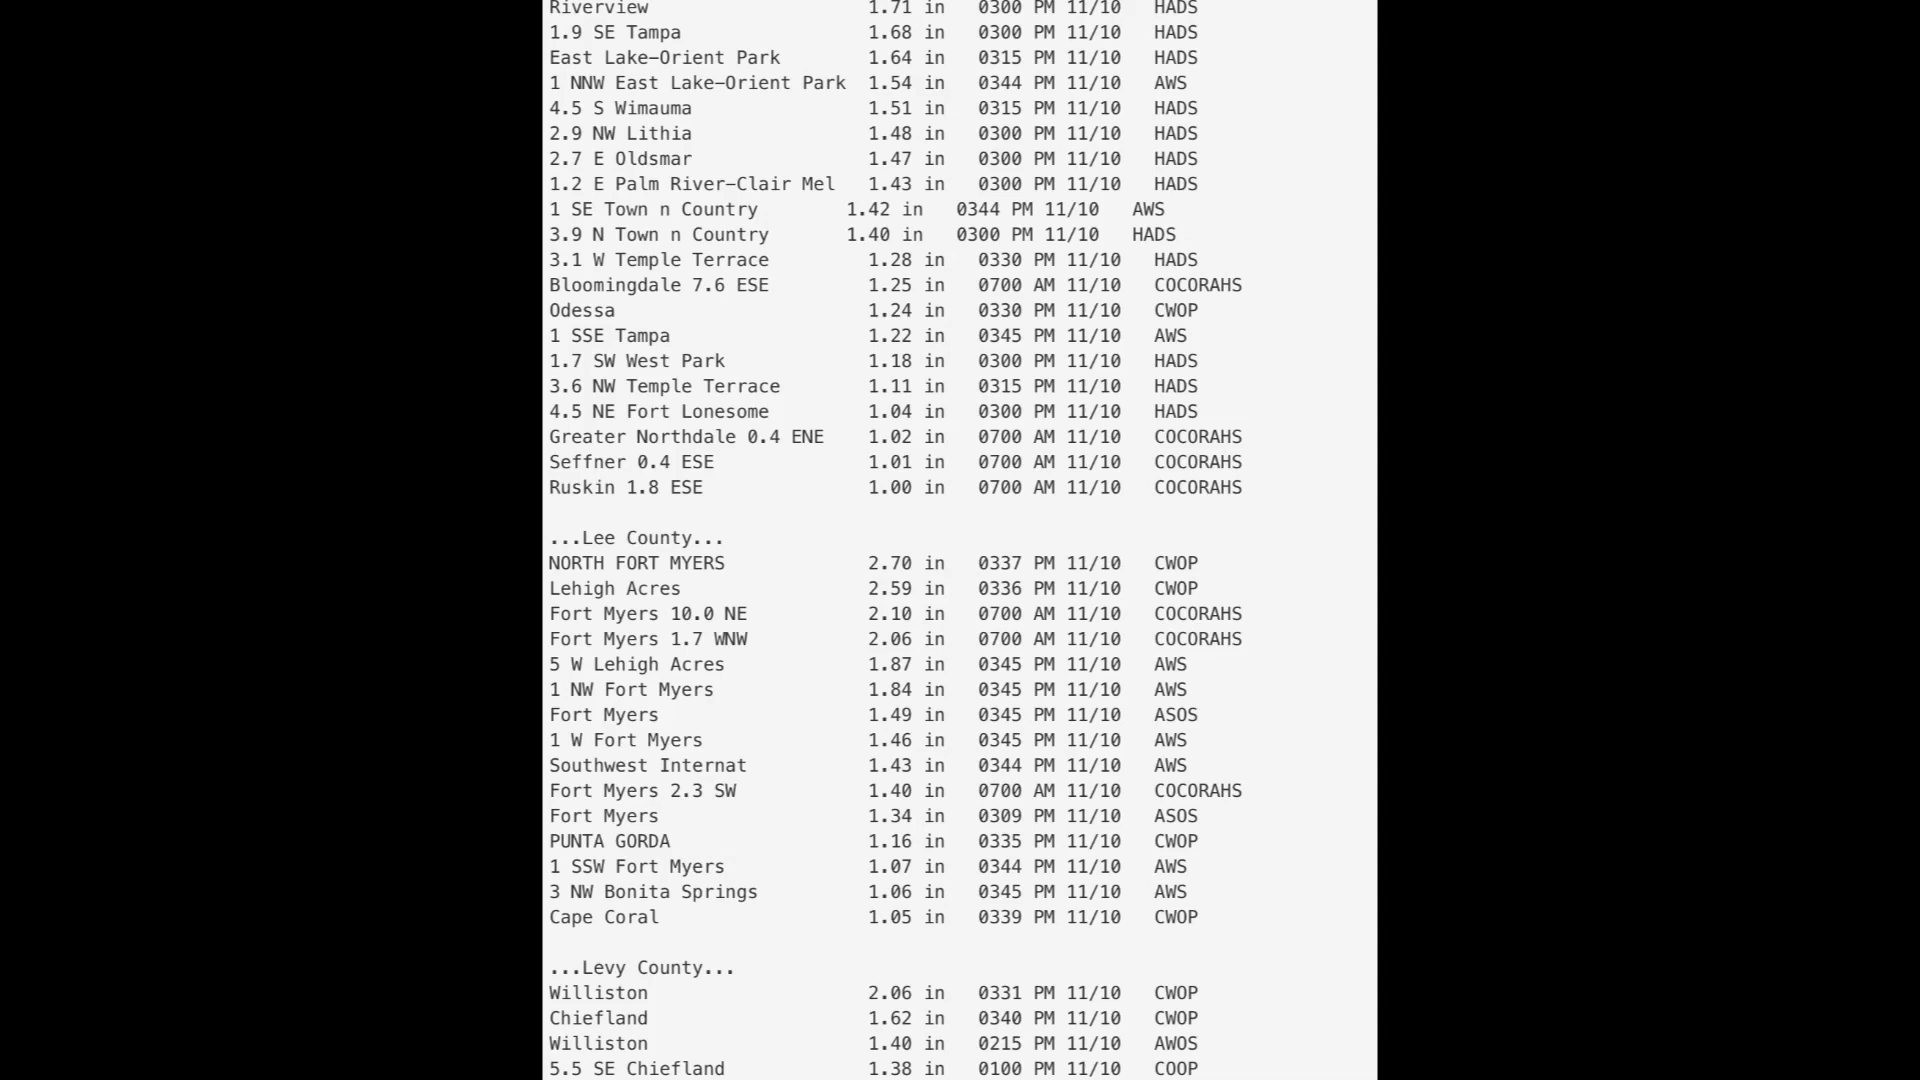 Riverview 1.71 in 0300 PM 11/10 HADS
1.9 SE Tampa 1.68 in 0300 PM 11/10 HADS
East Lake-Orient Park 1.64 in 0315 PM 11/10 HADS
1 NNW East Lake-Orient Park 1.54 in 0344 PM 11/10 AWS
4.5 S Wimauma 1.51 in 0315 PM 11/10 HADS
2.9 NW Lithia 1.48 in 0300 PM 11/10 HADS
2.7 E Oldsmar 1.47 in 0300 PM 11/10 HADS
1.2 E Palm River-Clair Mel 1.43 in 0300 PM 11/10 HADS
1 SE Town n Country 1.42 in 0344 PM 11/10 AWS
3.9 N Town n Country 1.40 in 0300 PM 11/10 HADS
3.1 W Temple Terrace 1.28 in 0330 PM 11/10 HADS
Bloomingdale 7.6 ESE 1.25 in 0700 AM 11/10 COCORAHS
Odessa 1.24 in 0330 PM 11/10 CWOP
1 SSE Tampa 1.22 in 0345 PM 11/10 AWS
1.7 SW West Park 1.18 in 0300 PM 11/10 HADS
3.6 NW Temple Terrace 1.11 in 0315 PM 11/10 HADS
4.5 NE Fort Lonesome 1.04 in 0300 PM 11/10 HADS
Greater Northdale 0.4 ENE 1.02 in 0700 AM 11/10 COCORAHS
Seffner 0.4 ESE 1.01 in 0700 AM 11/10 COCORAHS
Ruskin 1.8 ESE 1.00 in 0700 AM 11/10 COCORAHS
...Lee County...
NORTH FORT MYERS 2.70 in 0337 PM 11/10 CWOP
Lehigh Acres 2.59 in 0336 PM 11/10 CWOP
Fort Myers 10.0 NE 2.10 in 0700 AM 11/10 COCORAHS
Fort Myers 1.7 WNW 2.06 in 0700 AM 11/10 COCORAHS
5 W Lehigh Acres 1.87 in 0345 PM 11/10 AWS
1 NW Fort Myers 1.84 in 0345 PM 11/10 AWS
Fort Myers 1.49 in 0345 PM 11/10 ASOS
1 W Fort Myers 1.46 in 0345 PM 11/10 AWS
Southwest Internat 1.43 in 0344 PM 11/10 AWS
Fort Myers 2.3 SW 1.40 in 0700 AM 11/10 COCORAHS
Fort Myers 1.34 in 0309 PM 11/10 ASOS
PUNTA GORDA 1.16 in 0335 PM 11/10 CWOP
1 SSW Fort Myers 1.07 in 0344 PM 11/10 AWS
3 NW Bonita Springs 1.06 in 0345 PM 11/10 AWS
Cape Coral 1.05 in 0339 PM 11/10 CWOP
...Levy County...
Williston 2.06 in 0331 PM 11/10 CWOP
Chiefland 1.62 in 0340 PM 11/10 CWOP
Williston 1.40 in 0215 PM 11/10 AWOS
5.5 SE Chiefland 1.38 in 0100 PM 11/10 COOP